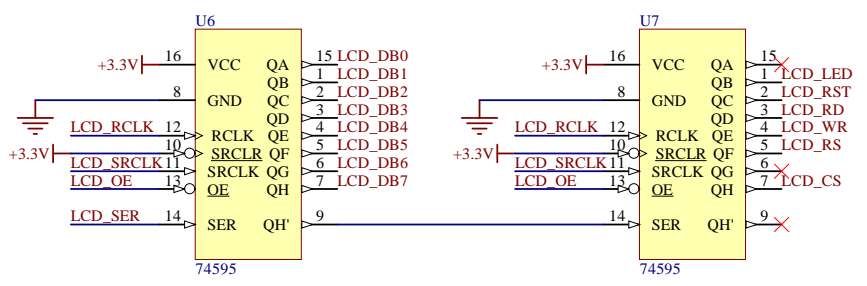 U6 U7
+3.3V 16 VCC QA 15 LCD_DB0 +3.3V 16 VCC QA 15
QB 1 LCD_DB1 QB 1 LCD_LED
8 GND QC 2 LCD_DB2 8 GND QC 2 LCD_RST
QD 3 LCD_DB3 QD 3 LCD_RD
LCD_RCLK 12 RCLK QE 4 LCD_DB4 LCD_RCLK 12 RCLK QE 4 LCD_WR
+3.3V 10 SRCLR QF 5 LCD_DB5 +3.3V 10 SRCLR QF 5 LCD_RS
LCD_SRCLK 11 SRCLK QG 6 LCD_DB6 LCD_SRCLK 11 SRCLK QG 6
LCD_OE 13 OE QH 7 LCD_DB7 LCD_OE 13 OE QH 7 LCD_CS
LCD_SER 14 SER QH' 9 14 SER QH' 9
74595 74595